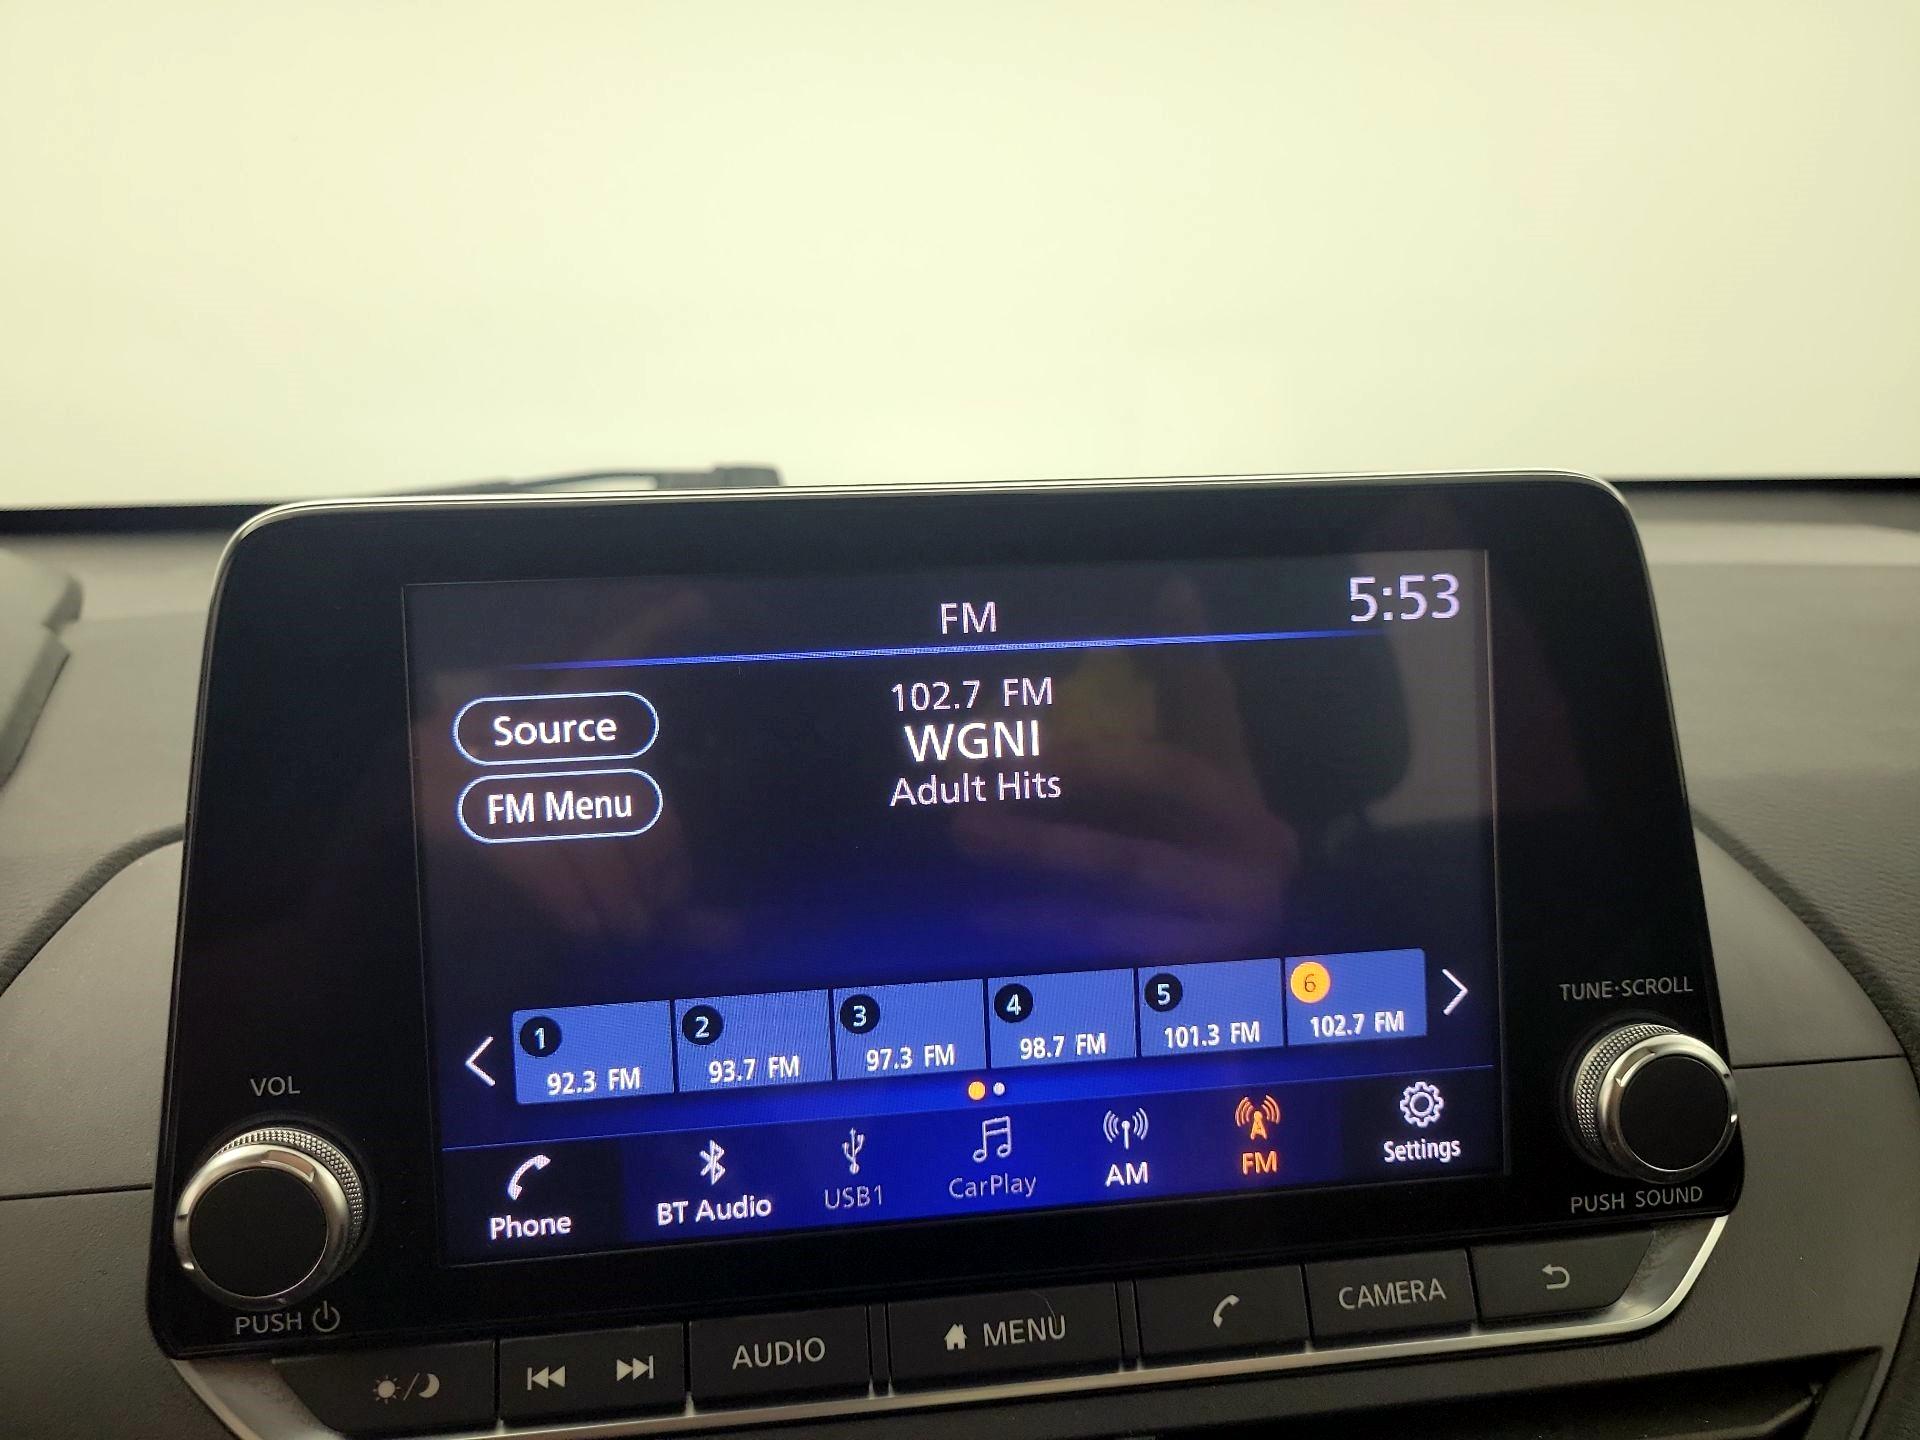 FM
5:53
Source
FM Menu
102.7 FM
WGNI
Adult Hits
1
92.3 FM
2
93.7 FM
3
97.3 FM
4
98.7 FM
5
101.3 FM
6
102.7 FM
Phone
BT Audio
USB1
CarPlay
AM
FM
Settings
VOL
PUSH
TUNE·SCROLL
PUSH SOUND
AUDIO
MENU
CAMERA